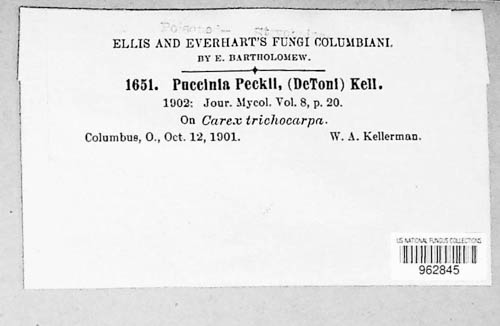 ELLIS AND EVERHART'S FUNGI COLUMBIANI.
BY E. BARTHOLOMEW.
1651. Puccinia Peckii, (DeToni) Kell.
1902: Jour. Mycol. Vol. 8, p. 20.
On Carex trichocarpa.
Columbus, O., Oct. 12, 1901. W. A. Kellerman.
US NATIONAL FUNGUS COLLECTIONS
962845